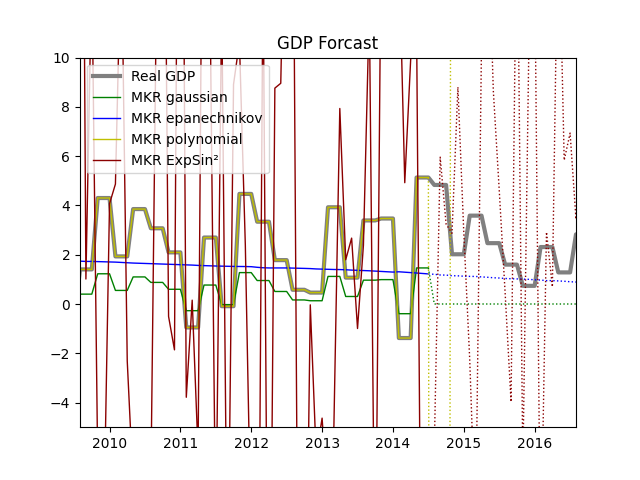 GDP Forcast
Real GDP
MKR gaussian
MKR epanechnikov
MKR polynomial
MKR ExpSin²
10
8
6
4
2
0
−2
−4
2010 2011 2012 2013 2014 2015 2016